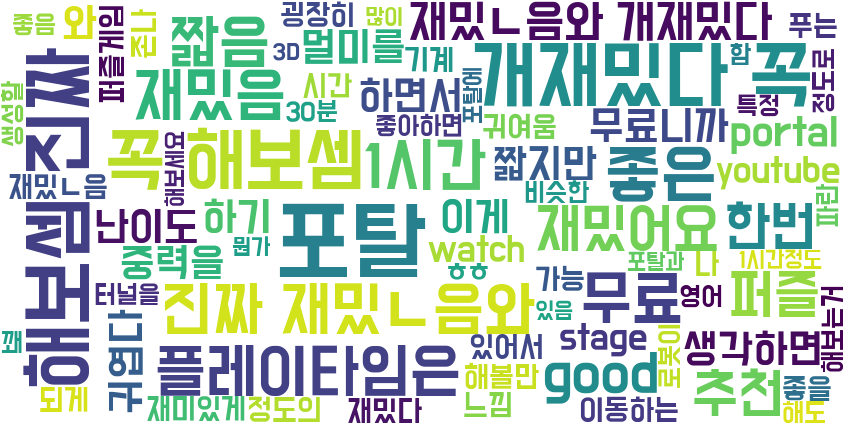 좋음
와
존나
퍼즐게임
짧음
굉장히
많이
3D
멀미를
재밌ㄴ음와 개재밌다
푸는
진짜
재밌음
시간
30분
기계
하면서
포탈에
개재밌다
함
꼭
정도로
특정
생성할
꼭
해보셈
해보세요
1시간
좋아하면
귀여움
무료니까
portal
짧지만
youtube
재밌ㄴ음
비슷한
좋은
파란
해보셈
난이도
하기
뭔가
포탈
이게
재밌어요
한번
중력을
watch
ㅎㅎ
포탈과
나
1시간정도
터널을
진짜 재밌ㄴ음와
가능
있음
무료
영어
퍼즐
해보는거
꽤
귀엽다
플레이타임은
있어서
stage
로봇이
생각하면
되게
재미있게
정도의
재밌다
해볼만
느낌
good
이동하는
추천
좋을
해도